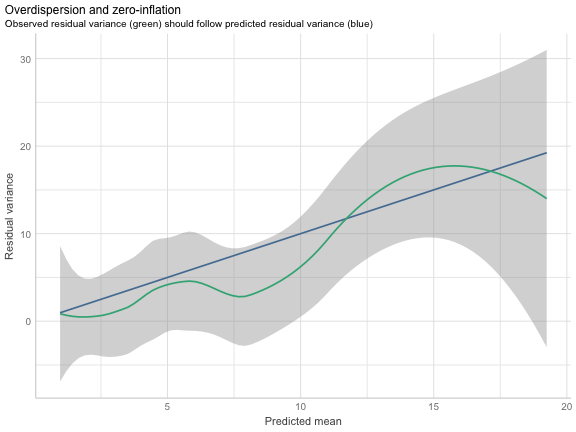 Overdispersion and zero-inflation
Observed residual variance (green) should follow predicted residual variance (blue)
Residual variance
30
20
10
0
5
10
15
20
Predicted mean